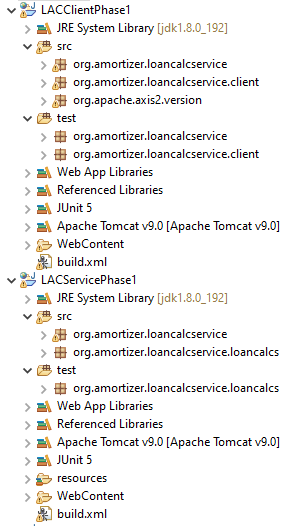 LACClientPhase1
JRE System Library [jdk1.8.0_192]
src
org.amortizer.loancalcservice
org.amortizer.loancalcservice.client
org.apache.axis2.version
test
org.amortizer.loancalcservice
org.amortizer.loancalcservice.client
Web App Libraries
Referenced Libraries
JUnit 5
Apache Tomcat v9.0 [Apache Tomcat v9.0]
WebContent
build.xml
LACServicePhase1
JRE System Library [jdk1.8.0_192]
src
org.amortizer.loancalcservice
org.amortizer.loancalcservice.loancalcs
test
org.amortizer.loancalcservice.loancalcs
Web App Libraries
Referenced Libraries
Apache Tomcat v9.0 [Apache Tomcat v9.0]
JUnit 5
resources
WebContent
build.xml